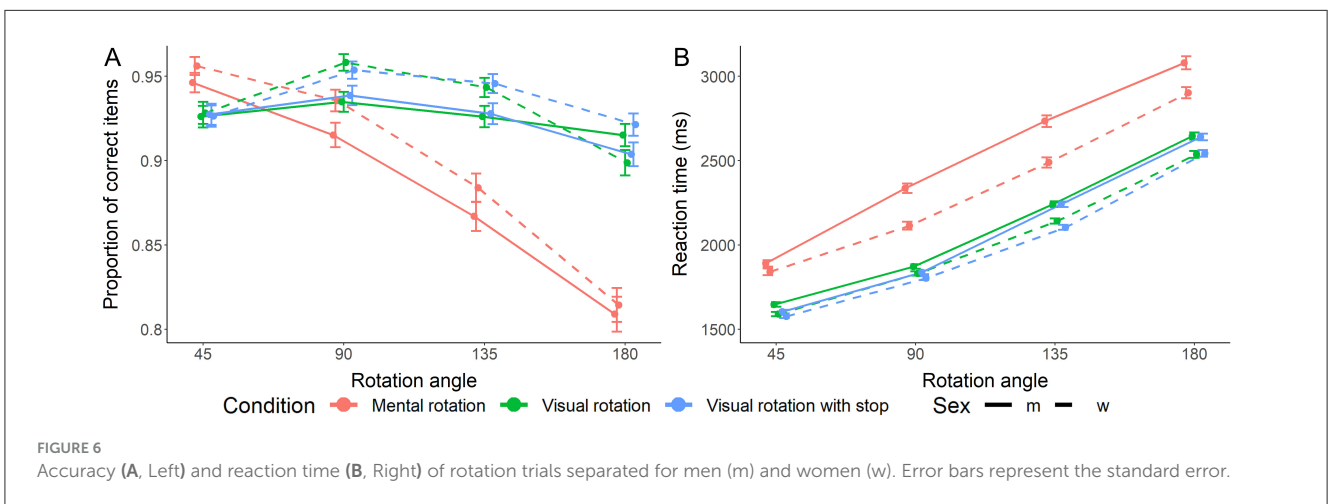 A
B
Proportion of correct items
0.95
0.9
0.85
0.8
45 90 135 180
Rotation angle
Reaction time (ms)
3000
2500
2000
1500
45 90 135 180
Rotation angle
Condition Mental rotation Visual rotation Visual rotation with stop Sex m w
FIGURE 6
Accuracy (A, Left) and reaction time (B, Right) of rotation trials separated for men (m) and women (w). Error bars represent the standard error.